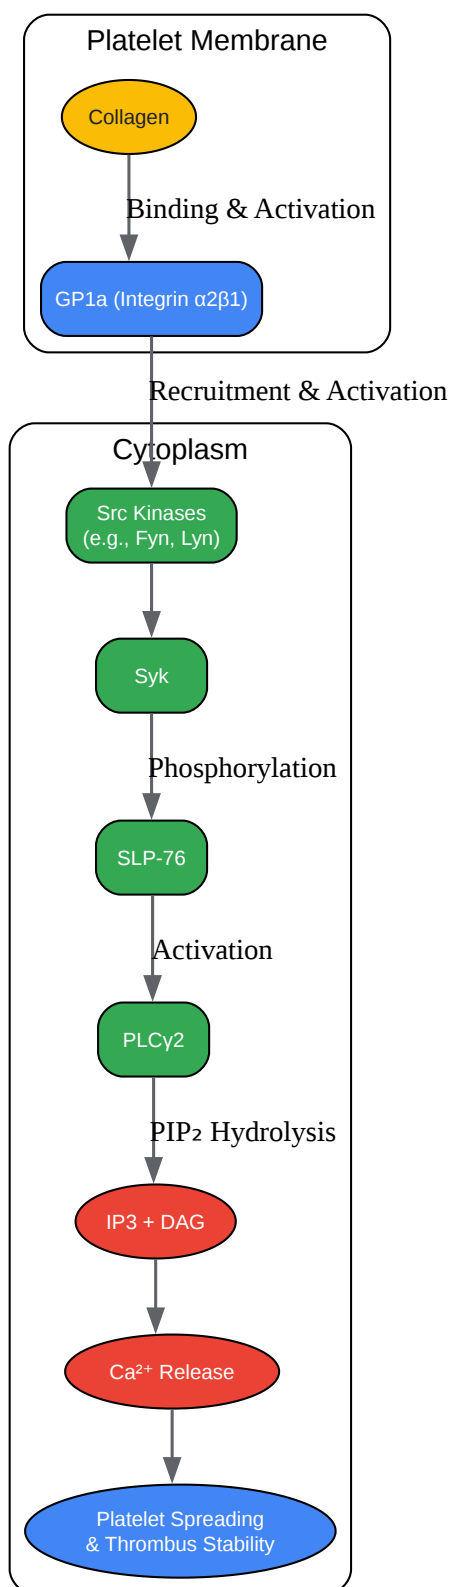 Platelet Membrane
Collagen
Binding & Activation
GP1a (Integrin α2β1)
Recruitment & Activation
Cytoplasm
Src Kinases
(e.g., Fyn, Lyn)
Syk
Phosphorylation
SLP-76
Activation
PLCγ2
PIP₂ Hydrolysis
IP3 + DAG
Ca²⁺ Release
Platelet Spreading
& Thrombus Stability